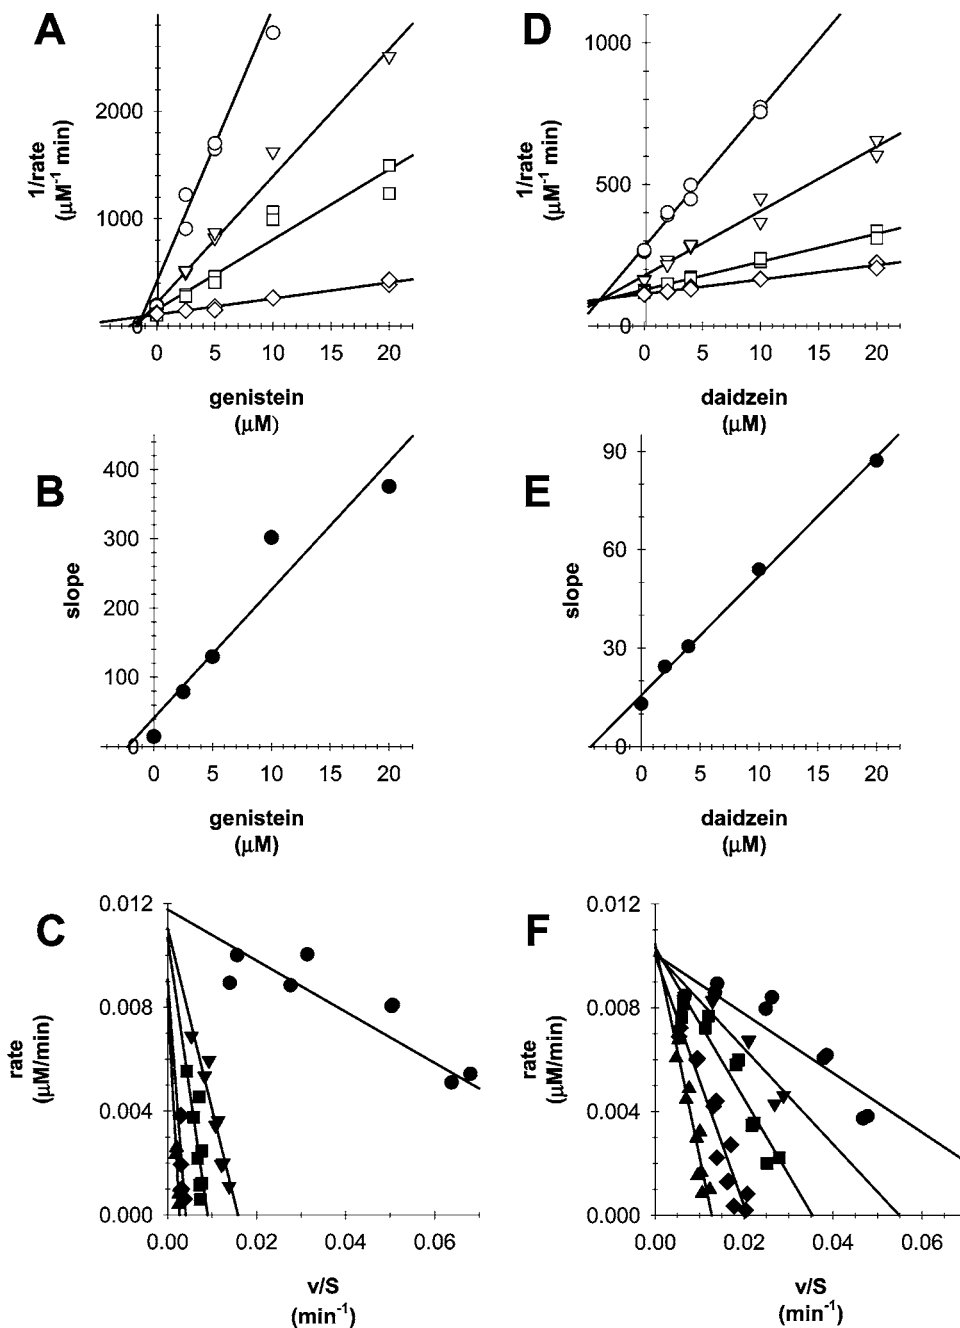 A
1/rate
(μM⁻¹ min)
2000
1000
0
0 5 10 15 20
genistein
(μM)
D
1/rate
(μM⁻¹ min)
1000
500
0
0 5 10 15 20
daidzein
(μM)
B
slope
400
300
200
100
0
0 5 10 15 20
genistein
(μM)
E
slope
90
60
30
0
0 5 10 15 20
daidzein
(μM)
C
rate
(μM/min)
0.012
0.008
0.004
0.000
0.00 0.02 0.04 0.06
v/S
(min⁻¹)
F
rate
(μM/min)
0.012
0.008
0.004
0.000
0.00 0.02 0.04 0.06
v/S
(min⁻¹)